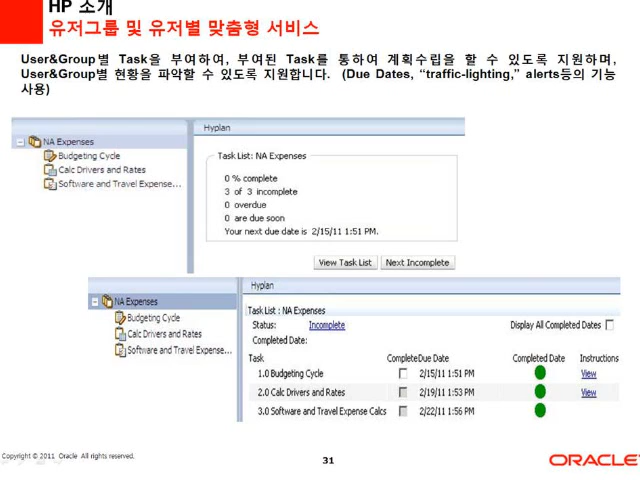 HP 소개
유저그룹 및 유저별 맞춤형 서비스
User&Group별 Task을 부여하여, 부여된 Task를 통하여 계획수립을 할 수 있도록 지원하며,
User&Group별 현황을 파악할 수 있도록 지원합니다. (Due Dates, “traffic-lighting,” alerts등의 기능
사용)
Hyplan
NA Expenses
Budgeting Cycle
Calc Drivers and Rates
Software and Travel Expense...
Task List: NA Expenses
0 % complete
3 of 3 incomplete
0 overdue
0 are due soon
Your next due date is 2/15/11 1:51 PM.
View Task List Next Incomplete
Hyplan
NA Expenses
Budgeting Cycle
Calc Drivers and Rates
Software and Travel Expense...
Task List : NA Expenses
Status: Incomplete Display All Completed Dates
Completed Date:
Task Complete Due Date Completed Date Instructions
1.0 Budgeting Cycle 2/15/11 1:51 PM View
2.0 Calc Drivers and Rates 2/19/11 1:53 PM View
3.0 Software and Travel Expense Calcs 2/22/11 1:56 PM
Copyright © 2011 Oracle All rights reserved.
31
ORACLE